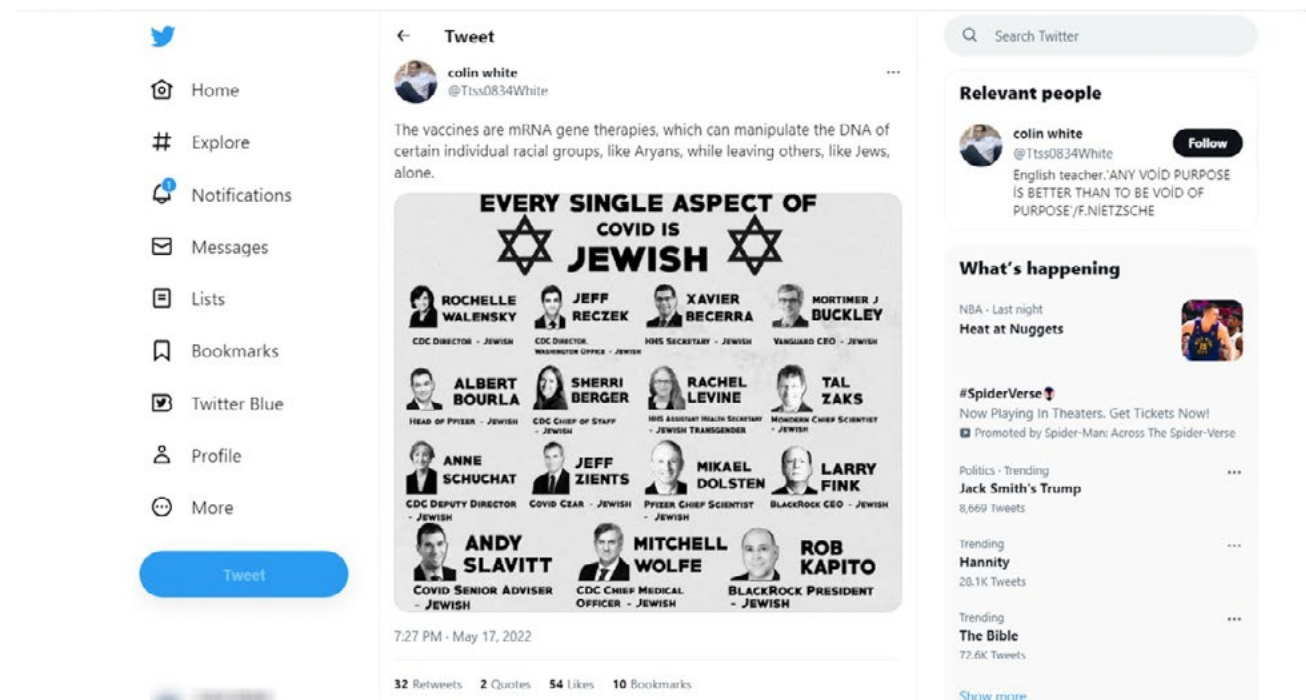 Tweet
colin white
@Ttss0834White
The vaccines are mRNA gene therapies, which can manipulate the DNA of
certain individual racial groups, like Aryans, while leaving others, like Jews,
alone.
EVERY SINGLE ASPECT OF
COVID IS
JEWISH
ROCHELLE
WALENSKY
CDC DIRECTOR - JEWISH
JEFF
RECZEK
CDC DIRECTOR,
WASHINGTON OFFICE - JEWISH
XAVIER
BECERRA
HHS SECRETARY - JEWISH
MORTIMER J
BUCKLEY
VANGUARD CEO - JEWISH
ALBERT
BOURLA
HEAD OF PFIZER - JEWISH
SHERRI
BERGER
CDC CHIEF OF STAFF
- JEWISH
RACHEL
LEVINE
HHS ASSISTANT HEALTH SECRETARY
- JEWISH TRANSGENDER
TAL
ZAKS
CHIEF SCIENTIST
- JEWISH
ANNE
SCHUCHAT
CDC DEPUTY DIRECTOR
- JEWISH
JEFF
ZIENTS
COVID CZAR - JEWISH
MIKAEL
DOLSTEN
PFIZER CHIEF SCIENTIST
- JEWISH
LARRY
FINK
BLACKROCK CEO - JEWISH
ANDY
SLAVITT
COVID SENIOR ADVISER
- JEWISH
MITCHELL
WOLFE
CDC CHIEF MEDICAL
OFFICER - JEWISH
ROB
KAPITO
BLACKROCK PRESIDENT
- JEWISH
7:27 PM · May 17, 2022
32 Retweets 2 Quotes 54 Likes 10 Bookmarks
Home
Explore
1
Notifications
Messages
Lists
Bookmarks
Twitter Blue
Profile
More
Tweet
Search Twitter
Relevant people
colin white
@Ttss0834White
Follow
English teacher.'ANY VOİD PURPOSE
İS BETTER THAN TO BE VOİD OF
PURPOSE'/F.NİETZSCHE
What's happening
NBA · Last night
Heat at Nuggets
#SpiderVerse
Now Playing In Theaters. Get Tickets Now!
Promoted by Spider-Man: Across The Spider-Verse
Politics · Trending
Jack Smith's Trump
8,669 Tweets
Trending
Hannity
20.1K Tweets
Trending
The Bible
72.6K Tweets
Show more